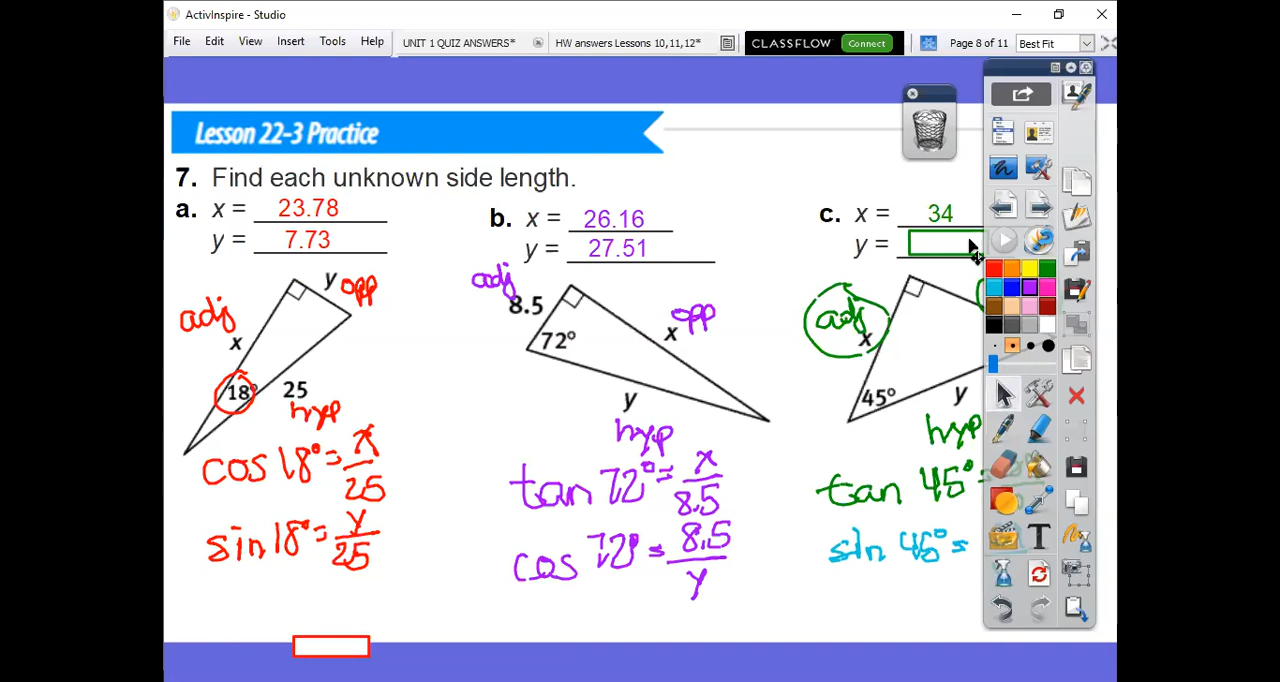 ActivInspire - Studio
File Edit View Insert Tools Help UNIT 1 QUIZ ANSWERS* HW answers Lessons 10,11,12* CLASSFLOW Connect Page 8 of 11 Best Fit
Lesson 22-3 Practice
7. Find each unknown side length.
a. x = 23.78
y = 7.73
b. x = 26.16
y = 27.51
c. x = 34
y =
y opp
adj
x
18°
25
hyp
cos 18° = x/25
sin 18° = y/25
adj
8.5
72°
x opp
y
hyp
tan 72° = x/8.5
cos 72° = 8.5/y
adj
x
45°
y
hyp
tan 45° =
sin 45° =
T